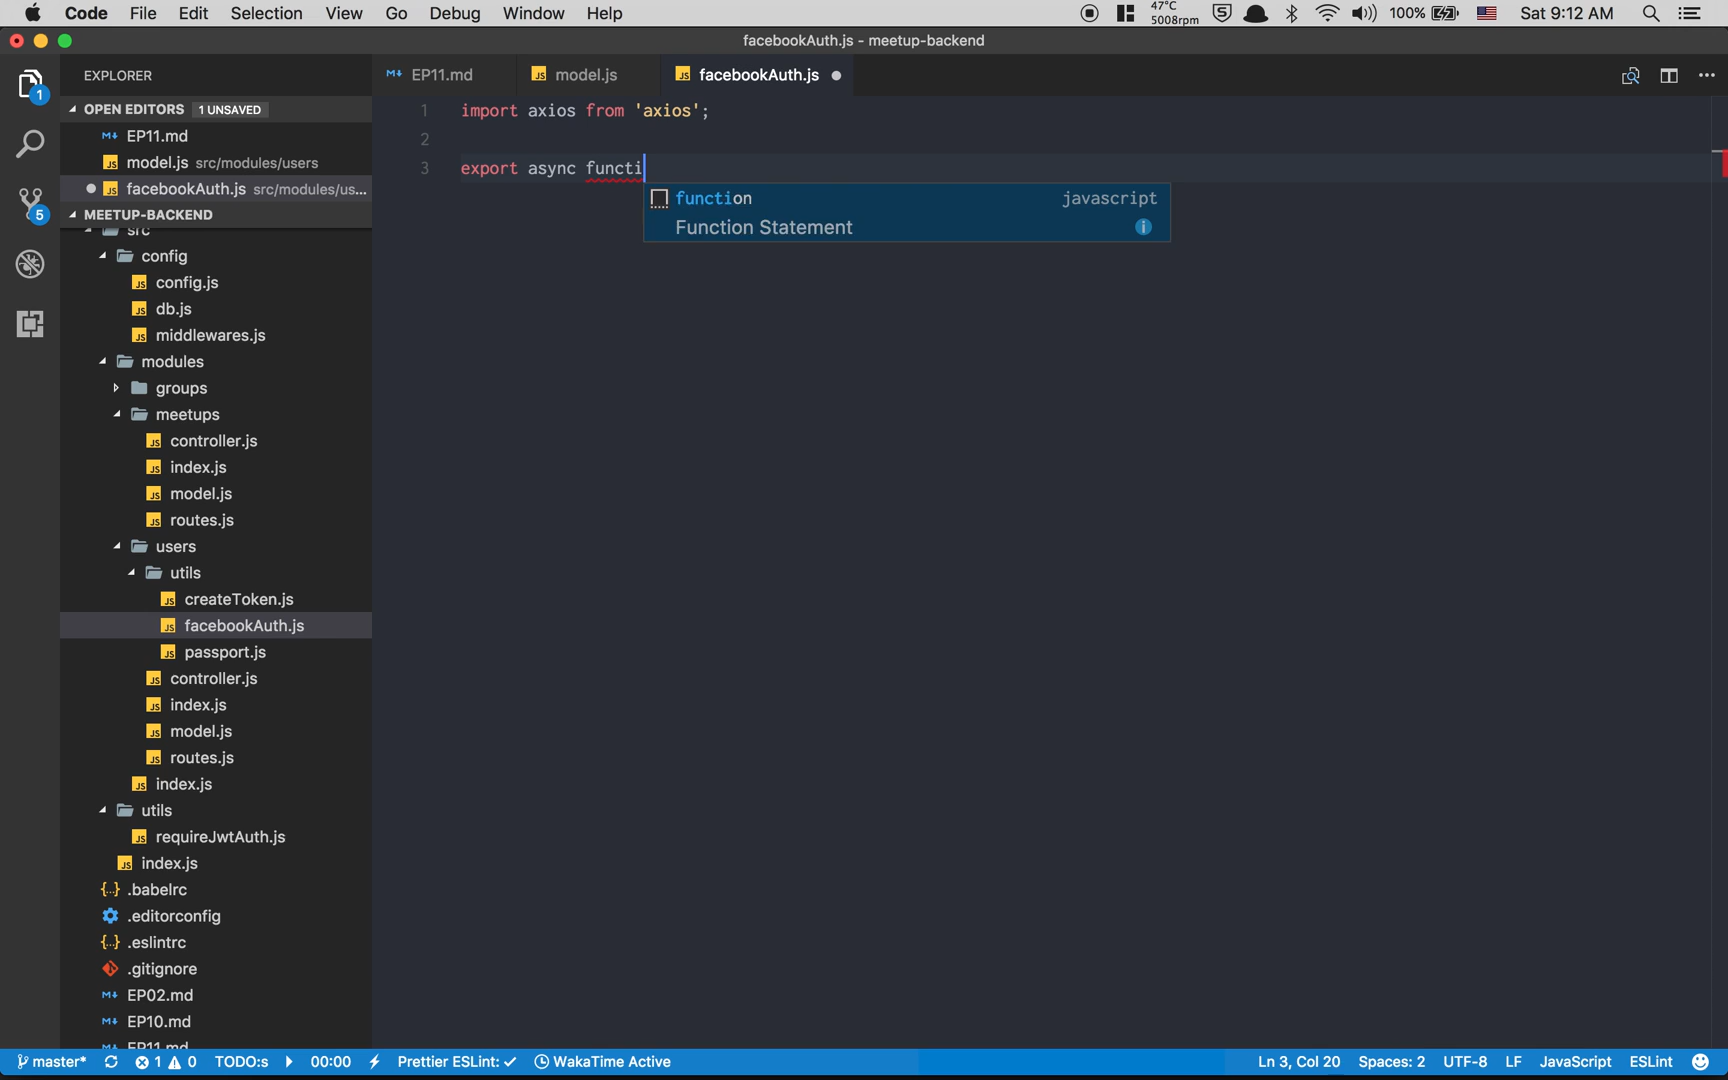 Code File Edit Selection View Go Debug Window Help 47°C 5008rpm 100% Sat 9:12 AM
facebookAuth.js - meetup-backend
EXPLORER
EP11.md model.js facebookAuth.js
OPEN EDITORS 1 UNSAVED
EP11.md
model.js src/modules/users
facebookAuth.js src/modules/us...
MEETUP-BACKEND
src
config
config.js
db.js
middlewares.js
modules
groups
meetups
controller.js
index.js
model.js
routes.js
users
utils
createToken.js
facebookAuth.js
passport.js
controller.js
index.js
model.js
routes.js
index.js
utils
requireJwtAuth.js
index.js
.babelrc
.editorconfig
.eslintrc
.gitignore
EP02.md
EP10.md
EP11.md
1
5
1 import axios from 'axios';
2
3 export async functi
function javascript
Function Statement
master* 1 0 TODO:s 00:00 Prettier ESLint: WakaTime Active Ln 3, Col 20 Spaces: 2 UTF-8 LF JavaScript ESLint